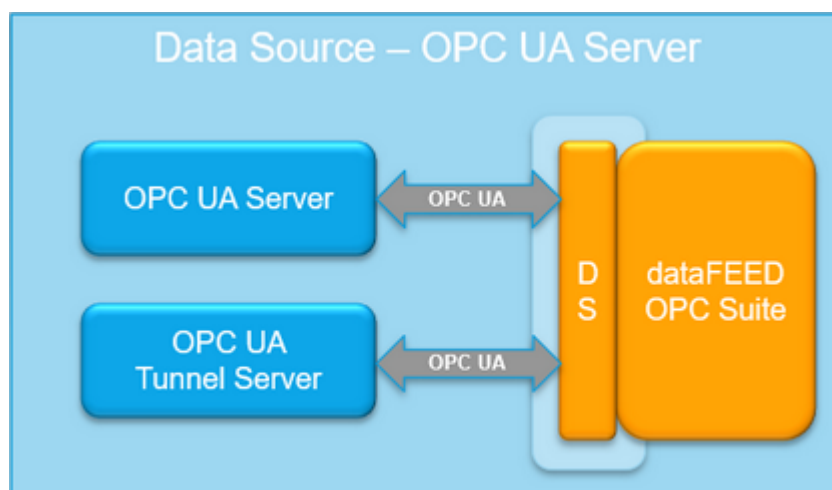 Data Source – OPC UA Server
OPC UA Server
OPC UA
D
S
dataFEED
OPC Suite
OPC UA
Tunnel Server
OPC UA